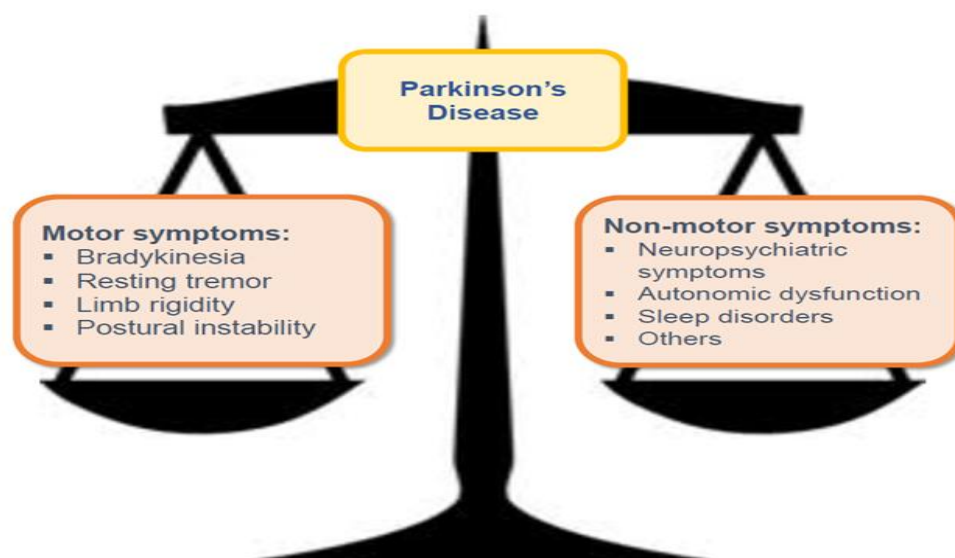 Parkinson's
Disease
Motor symptoms:
▪ Bradykinesia
▪ Resting tremor
▪ Limb rigidity
▪ Postural instability
Non-motor symptoms:
▪ Neuropsychiatric
symptoms
▪ Autonomic dysfunction
▪ Sleep disorders
▪ Others